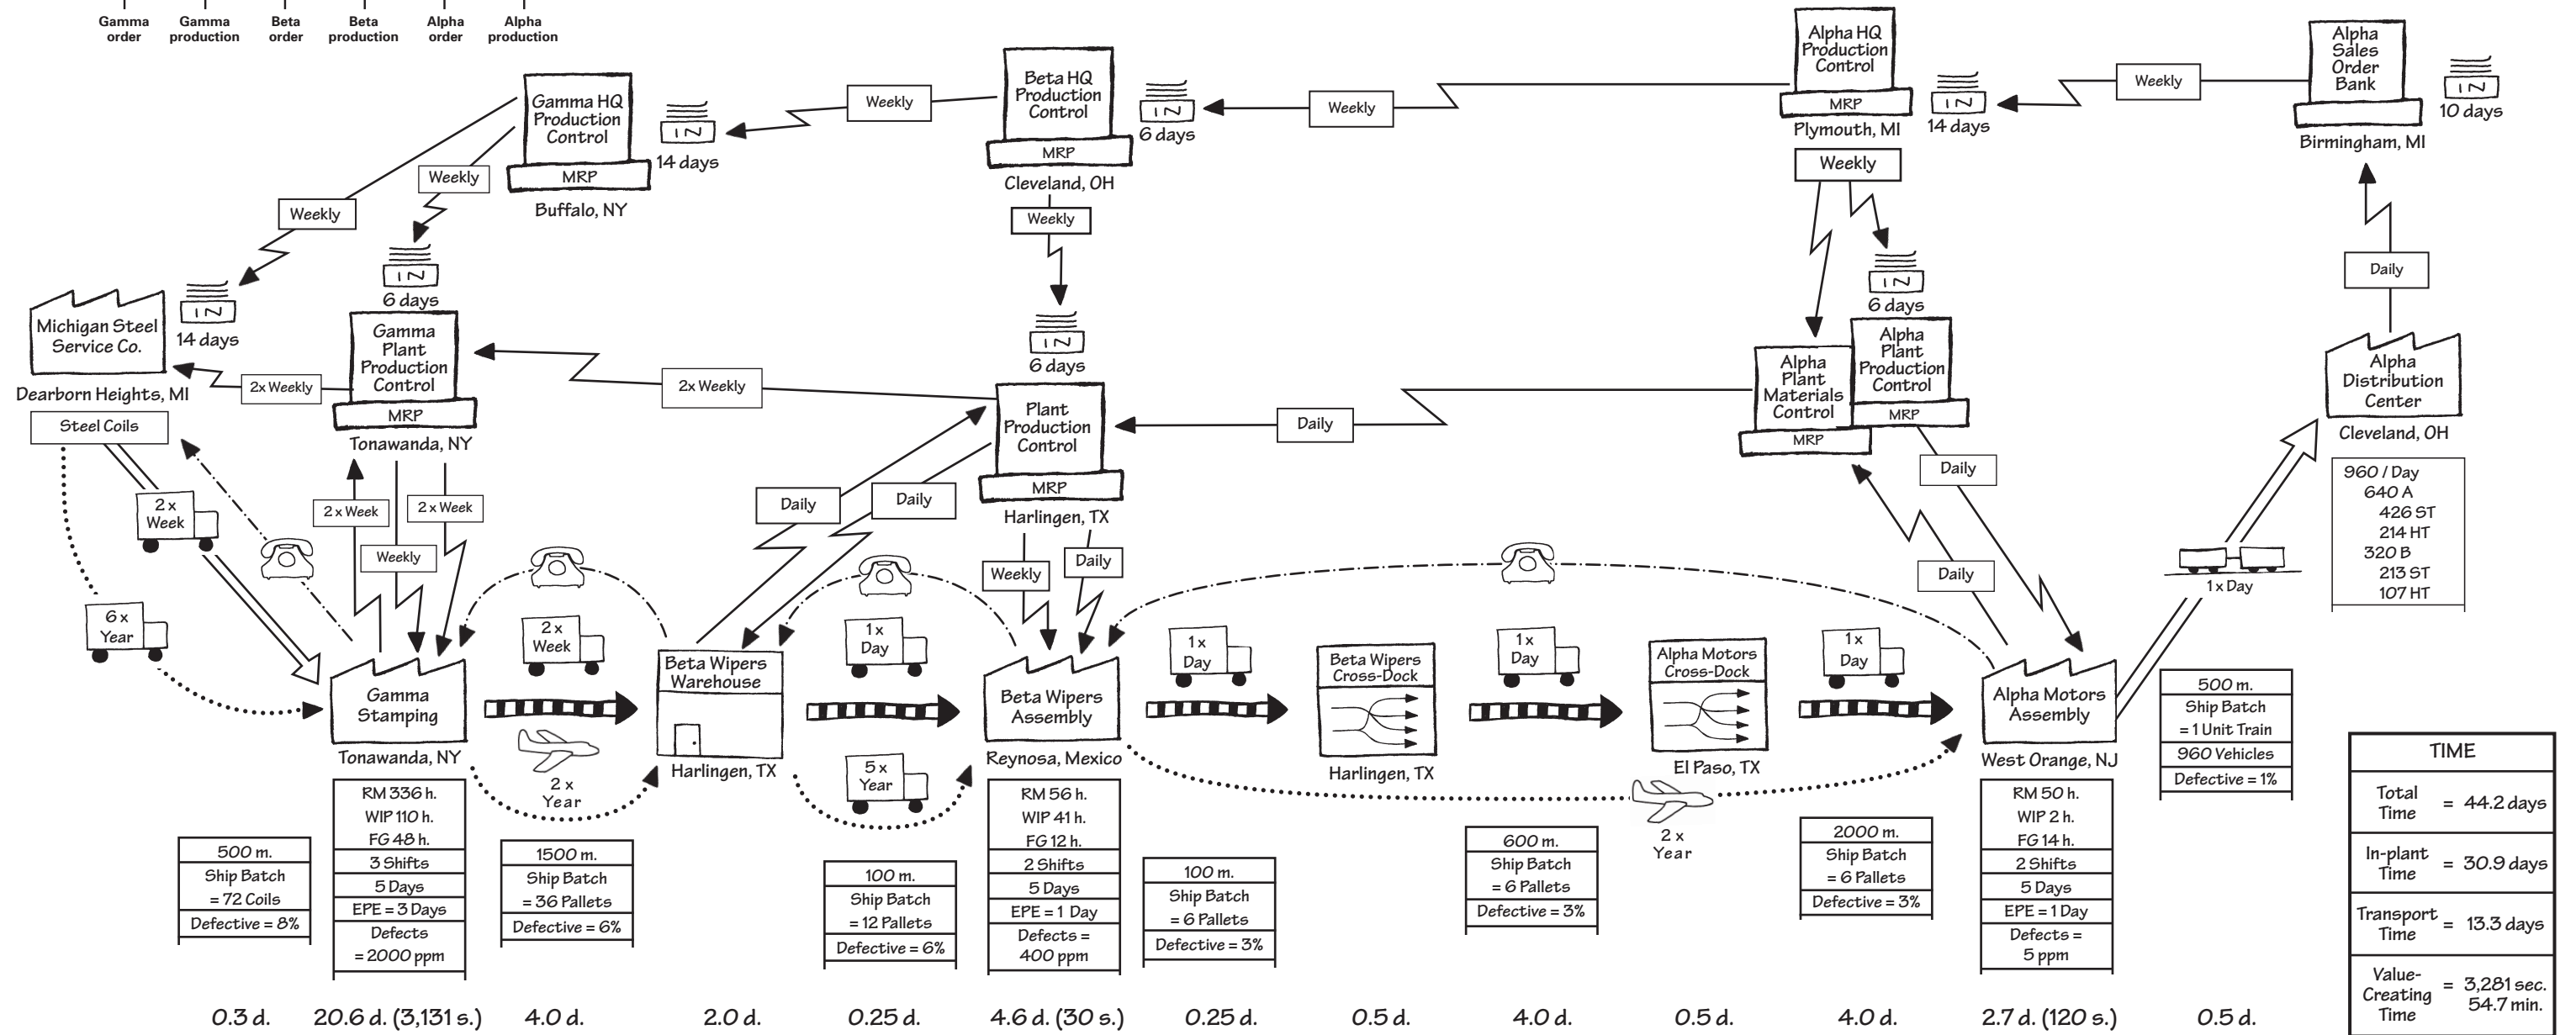 Gamma
order
Gamma
production
Beta
order
Beta
production
Alpha
order
Alpha
production
Gamma HQ
Production
Control
MRP
Buffalo, NY
IN
14 days
Weekly
Beta HQ
Production
Control
MRP
Cleveland, OH
IN
6 days
Weekly
Alpha HQ
Production
Control
MRP
Plymouth, MI
IN
14 days
Weekly
Alpha
Sales
Order
Bank
Birmingham, MI
IN
10 days
Weekly
Weekly
Weekly
Weekly
Daily
Michigan Steel
Service Co.
Dearborn Heights, MI
Steel Coils
IN
14 days
2x Weekly
IN
6 days
Gamma
Plant
Production
Control
MRP
Tonawanda, NY
2x Weekly
IN
6 days
Plant
Production
Control
MRP
Harlingen, TX
Daily
IN
6 days
Alpha
Plant
Materials
Control
MRP
Alpha
Plant
Production
Control
MRP
Alpha
Distribution
Center
Cleveland, OH
960 / Day
640 A
426 ST
214 HT
320 B
213 ST
107 HT
2 x
Week
6 x
Year
2 x Week
Weekly
2 x Week
Daily
Daily
Weekly
Daily
Daily
Daily
1 x Day
Gamma
Stamping
Tonawanda, NY
2x
Week
2 x
Year
Beta Wipers
Warehouse
Harlingen, TX
1x
Day
5 x
Year
Beta Wipers
Assembly
Reynosa, Mexico
1x
Day
Beta Wipers
Cross-Dock
Harlingen, TX
1x
Day
Alpha Motors
Cross-Dock
El Paso, TX
2 x
Year
1x
Day
Alpha Motors
Assembly
West Orange, NJ
500 m.
Ship Batch
= 72 Coils
Defective = 8%
RM 336 h.
WIP 110 h.
FG 48 h.
3 Shifts
5 Days
EPE = 3 Days
Defects
= 2000 ppm
1500 m.
Ship Batch
= 36 Pallets
Defective = 6%
100 m.
Ship Batch
= 12 Pallets
Defective = 6%
RM 56 h.
WIP 41 h.
FG 12 h.
2 Shifts
5 Days
EPE = 1 Day
Defects =
400 ppm
100 m.
Ship Batch
= 6 Pallets
Defective = 3%
600 m.
Ship Batch
= 6 Pallets
Defective = 3%
2000 m.
Ship Batch
= 6 Pallets
Defective = 3%
RM 50 h.
WIP 2 h.
FG 14 h.
2 Shifts
5 Days
EPE = 1 Day
Defects =
5 ppm
500 m.
Ship Batch
= 1 Unit Train
960 Vehicles
Defective = 1%
TIME
Total
Time = 44.2 days
In-plant
Time = 30.9 days
Transport
Time = 13.3 days
Value-
Creating
Time = 3,281 sec.
54.7 min.
0.3 d. 20.6 d. (3,131 s.) 4.0 d. 2.0 d. 0.25 d. 4.6 d. (30 s.) 0.25 d. 0.5 d. 4.0 d. 0.5 d. 4.0 d. 2.7 d. (120 s.) 0.5 d.